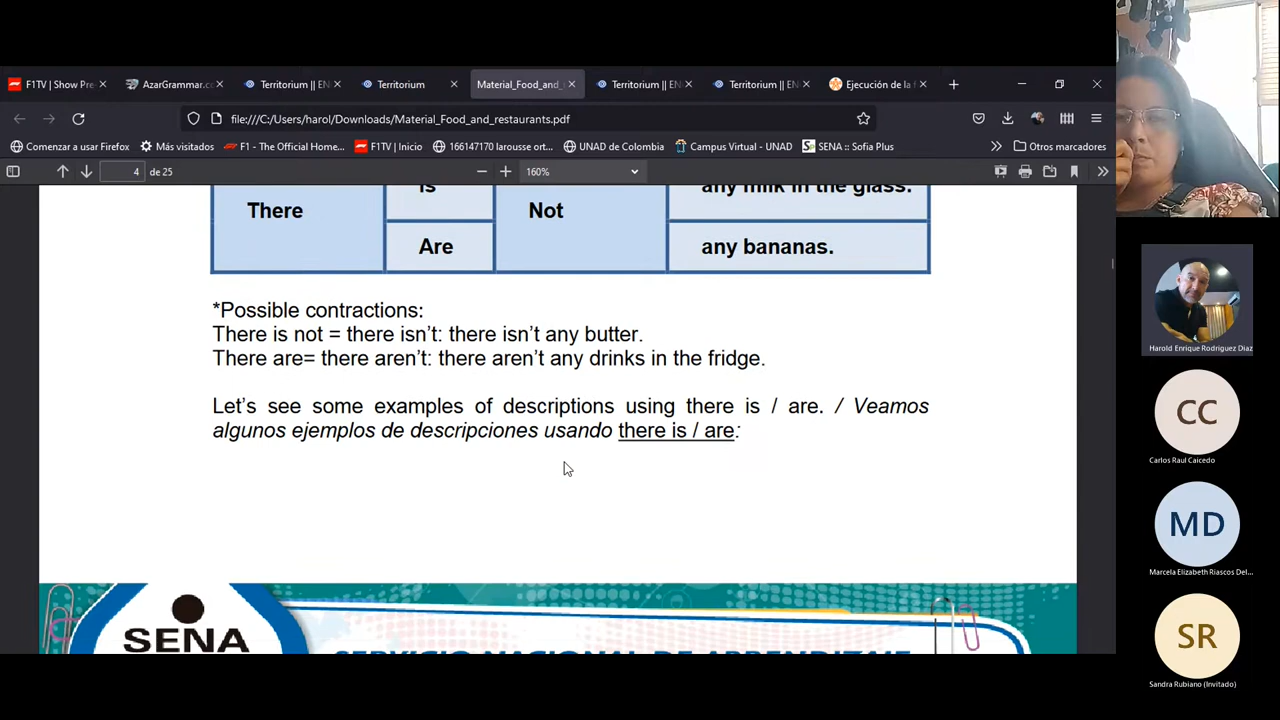 F1TV | Show Pre-
AzarGrammar.c
Territorium || EN
Territorium
Material_Food_and_
Territorium || EN
Territorium || EN
Ejecución de la f
file:///C:/Users/harol/Downloads/Material_Food_and_restaurants.pdf
Comenzar a usar Firefox
Más visitados
F1 - The Official Home...
F1TV | Inicio
166147170 larousse ort...
UNAD de Colombia
Campus Virtual - UNAD
SENA :: Sofia Plus
Otros marcadores
4 de 25
160%
There
is
Not
any milk in the glass.
Are
any bananas.
*Possible contractions:
There is not = there isn't: there isn't any butter.
There are= there aren't: there aren't any drinks in the fridge.
Let's see some examples of descriptions using there is / are. / Veamos
algunos ejemplos de descripciones usando there is / are:
SENA
SERVICIO NACIONAL DE APRENDIZAJE
Harold Enrique Rodriguez Diaz
CC
Carlos Raul Caicedo
MD
Marcela Elizabeth Riascos Del...
SR
Sandra Rubiano (Invitado)